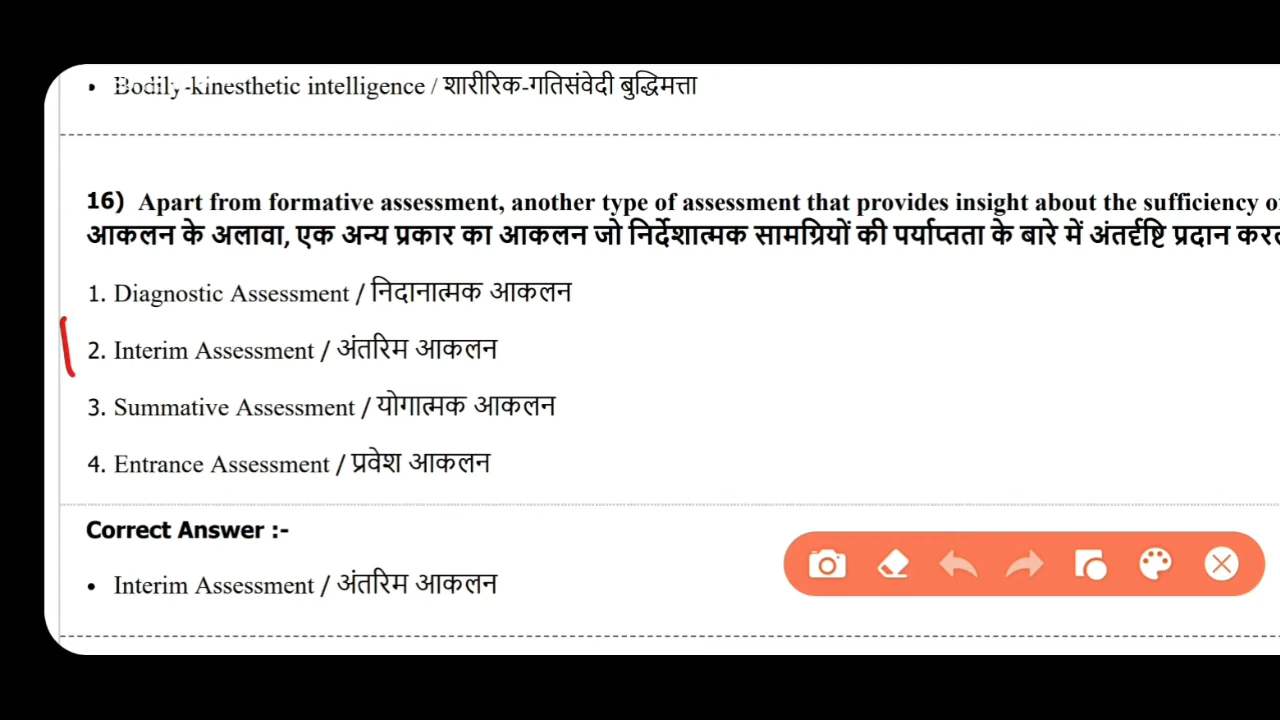 • Bodily-kinesthetic intelligence / शारीरिक-गतिसंवेदी बुद्धिमत्ता
16) Apart from formative assessment, another type of assessment that provides insight about the sufficiency
आकलन के अलावा, एक अन्य प्रकार का आकलन जो निर्देशात्मक सामग्रियों की पर्याप्तता के बारे में अंतर्दृष्टि प्रदान
1. Diagnostic Assessment / निदानात्मक आकलन
2. Interim Assessment / अंतरिम आकलन
3. Summative Assessment / योगात्मक आकलन
4. Entrance Assessment / प्रवेश आकलन
Correct Answer :-
• Interim Assessment / अंतरिम आकलन